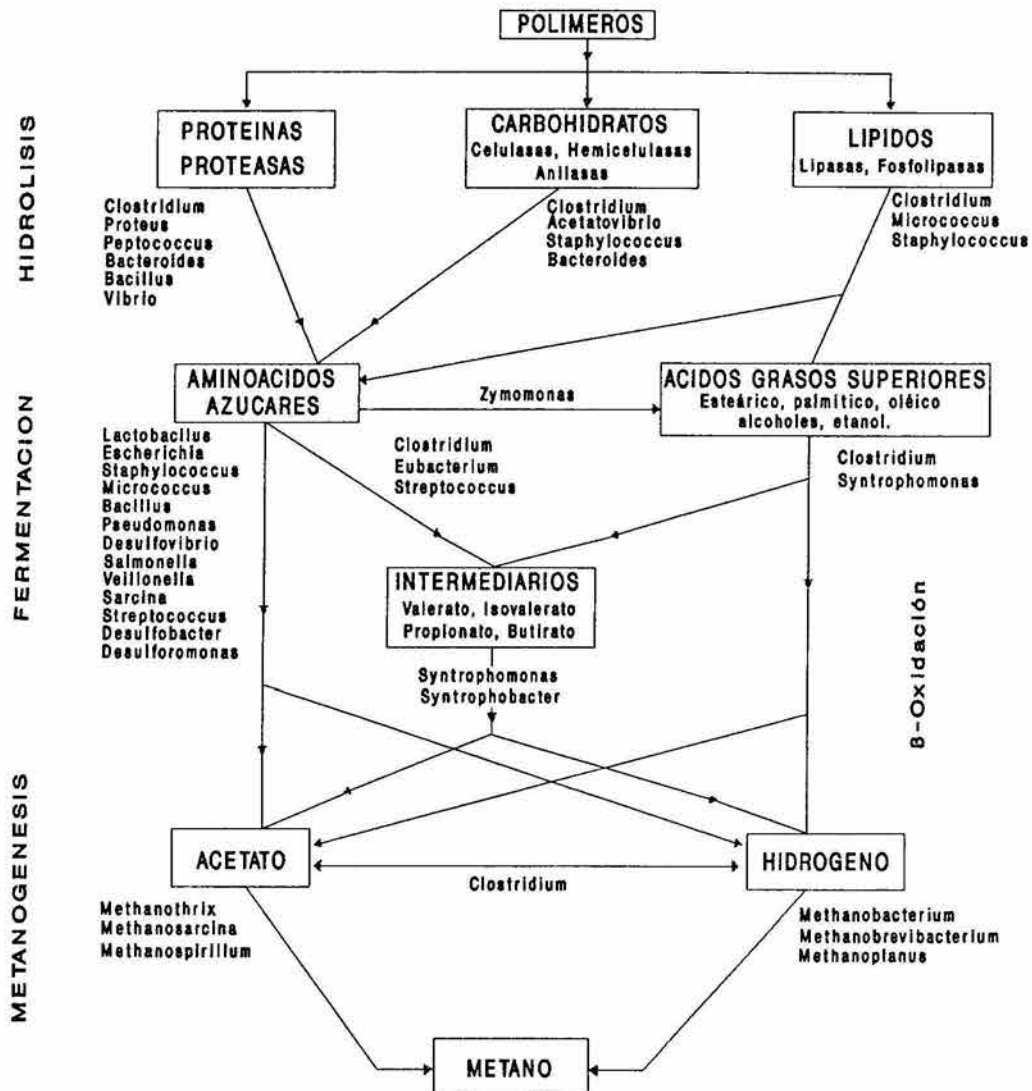 POLIMEROS
HIDROLISIS
PROTEINAS
PROTEASAS
CARBOHIDRATOS
Celulasas, Hemicelulasas
Anilasas
LIPIDOS
Lipasas, Fosfolipasas
Clostridium
Proteus
Peptococcus
Bacteroides
Bacillus
Vibrio
Clostridium
Acetatovibrio
Staphylococcus
Bacteroides
Clostridium
Micrococcus
Staphylococcus
FERMENTACION
AMINOACIDOS
AZUCARES
Zymomonas
ACIDOS GRASOS SUPERIORES
Esteárico, palmítico, oléico
alcoholes, etanol.
Lactobacilus
Escherichia
Staphylococcus
Micrococcus
Bacillus
Pseudomonas
Desulfovibrio
Salmonella
Veillonella
Sarcina
Streptococcus
Desulfobacter
Desulforomonas
Clostridium
Eubacterium
Streptococcus
Clostridium
Syntrophomonas
INTERMEDIARIOS
Valerato, Isovalerato
Propionato, Butirato
Syntrophomonas
Syntrophobacter
B-Oxidación
METANOGENESIS
ACETATO
Clostridium
HIDROGENO
Methanothrix
Methanosarcina
Methanospirillum
Methanobacterium
Methanobrevibacterium
Methanoplanus
METANO